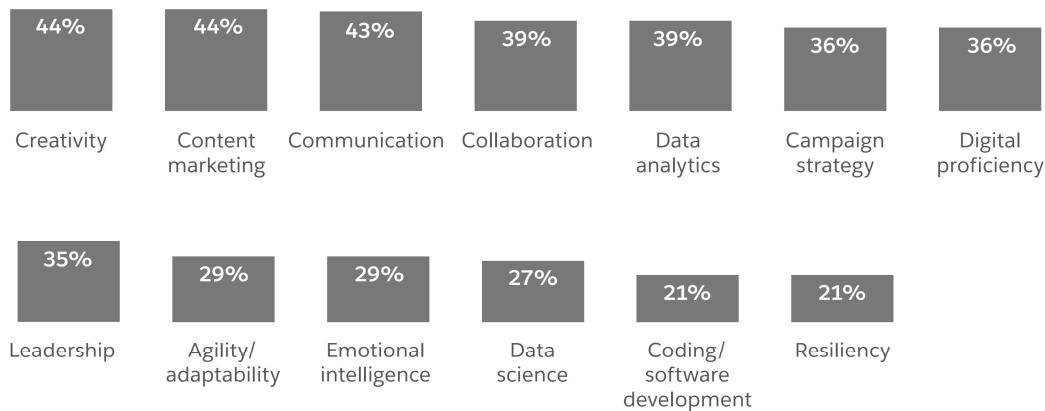 44% 44% 43% 39% 39% 36% 36%
Creativity Content Communication Collaboration Data Campaign Digital
marketing analytics strategy proficiency
35% 29% 29% 27% 21% 21%
Leadership Agility/ Emotional Data Coding/ Resiliency
adaptability intelligence science software
development